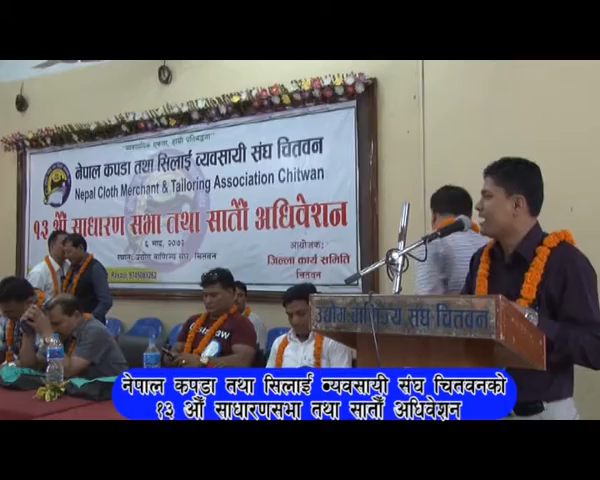 "व्यवसायिक एकता, हाम्रो प्रतिबद्धता"
नेपाल कपडा तथा सिलाई व्यवसायी संघ चितवन
Nepal Cloth Merchant & Tailoring Association Chitwan
१३ औं साधारण सभा तथा सातौं अधिवेशन
आयोजकः
जिल्ला कार्य समिति
चितवन
उद्योग वाणिज्य संघ चितवन
नेपाल कपडा तथा सिलाई व्यवसायी संघ चितवनको
१३ औँ साधारणसभा तथा सातौँ अधिवेशन